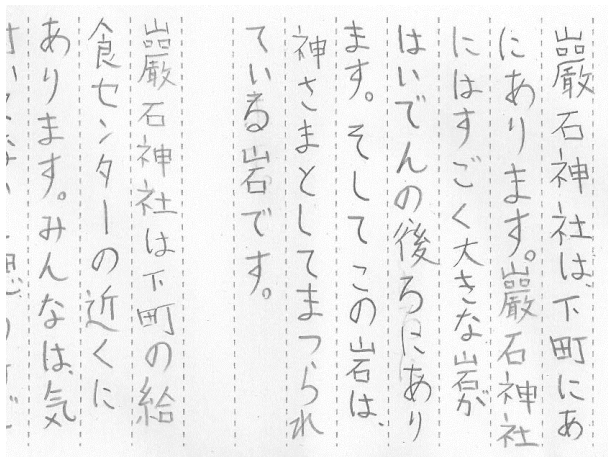 巖石神社は、下町にあ
にあります。巖石神社
にはすごく大きな岩が
はいでんの後ろにあり
ます。そしてこの岩は、
神さまとしてまつられ
ている岩です。
巖石神社は下町の給
食センターの近くに
あります。みんなは、気